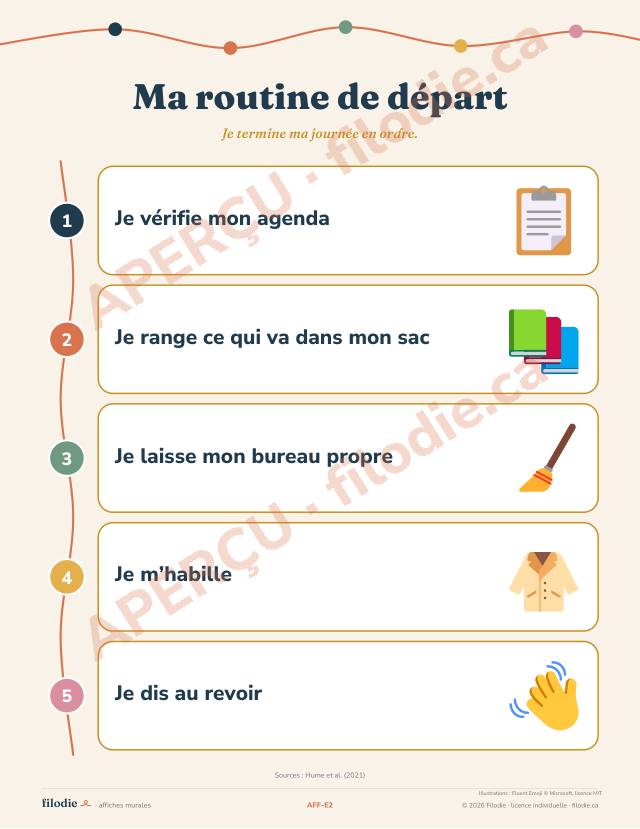 Ma routine de départ
Je termine ma journée en ordre.
1
Je vérifie mon agenda
2
Je range ce qui va dans mon sac
3
Je laisse mon bureau propre
4
Je m’habille
5
Je dis au revoir
APERÇU · filodie.ca
APERÇU · filodie.ca
Sources : Hume et al. (2021)
Illustrations : Fluent Emoji © Microsoft, licence MIT
filodie · affiches murales
AFF-E2
© 2026 Filodie · licence individuelle · filodie.ca